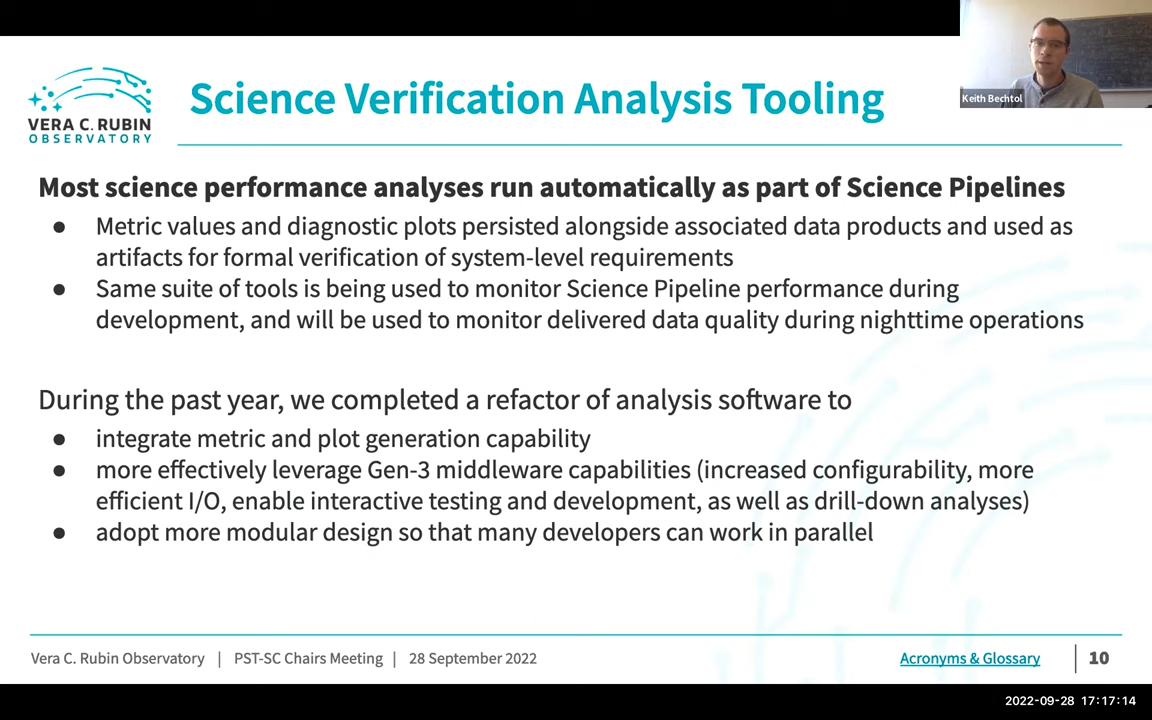 Keith Bechtol
VERA C. RUBIN
OBSERVATORY
Science Verification Analysis Tooling
Most science performance analyses run automatically as part of Science Pipelines
● Metric values and diagnostic plots persisted alongside associated data products and used as
artifacts for formal verification of system-level requirements
● Same suite of tools is being used to monitor Science Pipeline performance during
development, and will be used to monitor delivered data quality during nighttime operations
During the past year, we completed a refactor of analysis software to
● integrate metric and plot generation capability
● more effectively leverage Gen-3 middleware capabilities (increased configurability, more
efficient I/O, enable interactive testing and development, as well as drill-down analyses)
● adopt more modular design so that many developers can work in parallel
Vera C. Rubin Observatory | PST-SC Chairs Meeting | 28 September 2022 Acronyms & Glossary | 10
2022-09-28 17:17:14